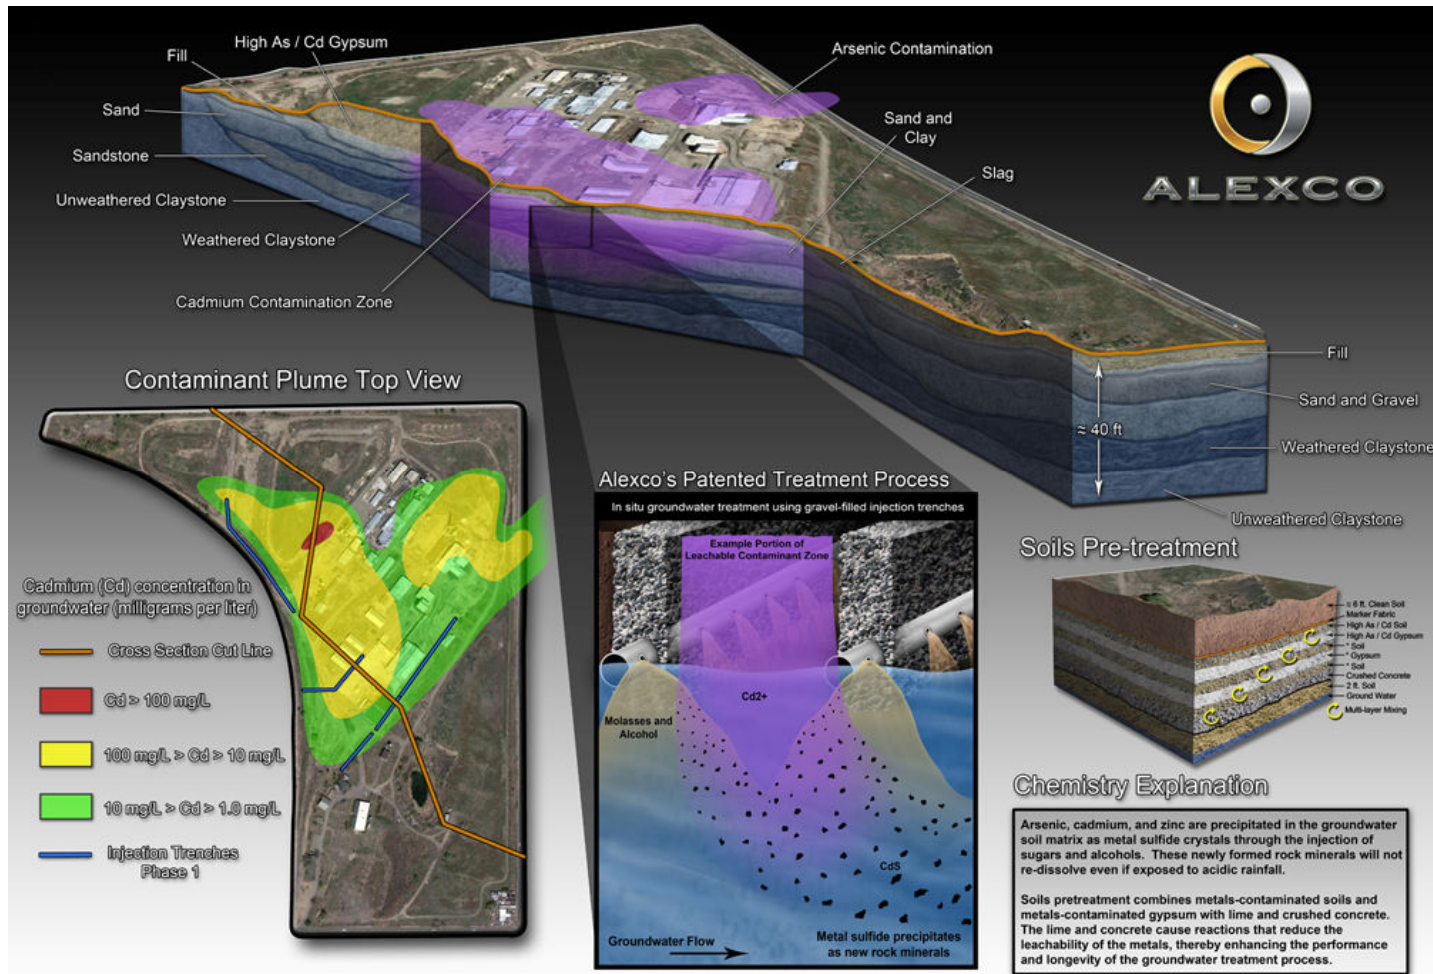 High As / Cd Gypsum
Fill
Sand
Sandstone
Unweathered Claystone
Weathered Claystone
Cadmium Contamination Zone
Arsenic Contamination
Sand and
Clay
Slag
ALEXCO
Fill
Sand and Gravel
≈ 40 ft
Weathered Claystone
Unweathered Claystone
Contaminant Plume Top View
Cadmium (Cd) concentration in
groundwater (milligrams per liter)
Cross Section Cut Line
Cd > 100 mg/L
100 mg/L > Cd > 10 mg/L
10 mg/L > Cd > 1.0 mg/L
Injection Trenches
Phase 1
Alexco's Patented Treatment Process
In situ groundwater treatment using gravel-filled injection trenches
Example Portion of
Leachable Contaminant Zone
Cd2+
Molasses and
Alcohol
CdS
Groundwater Flow
Metal sulfide precipitates
as new rock minerals
Soils Pre-treatment
≈ 6 ft. Clean Soil
Marker Fabric
High As / Cd Soil
High As / Cd Gypsum
" Soil
" Gypsum
" Soil
Crushed Concrete
2 ft. Soil
Ground Water
Multi-layer Mixing
Chemistry Explanation
Arsenic, cadmium, and zinc are precipitated in the groundwater
soil matrix as metal sulfide crystals through the injection of
sugars and alcohols. These newly formed rock minerals will not
re-dissolve even if exposed to acidic rainfall.
Soils pretreatment combines metals-contaminated soils and
metals-contaminated gypsum with lime and crushed concrete.
The lime and concrete cause reactions that reduce the
leachability of the metals, thereby enhancing the performance
and longevity of the groundwater treatment process.